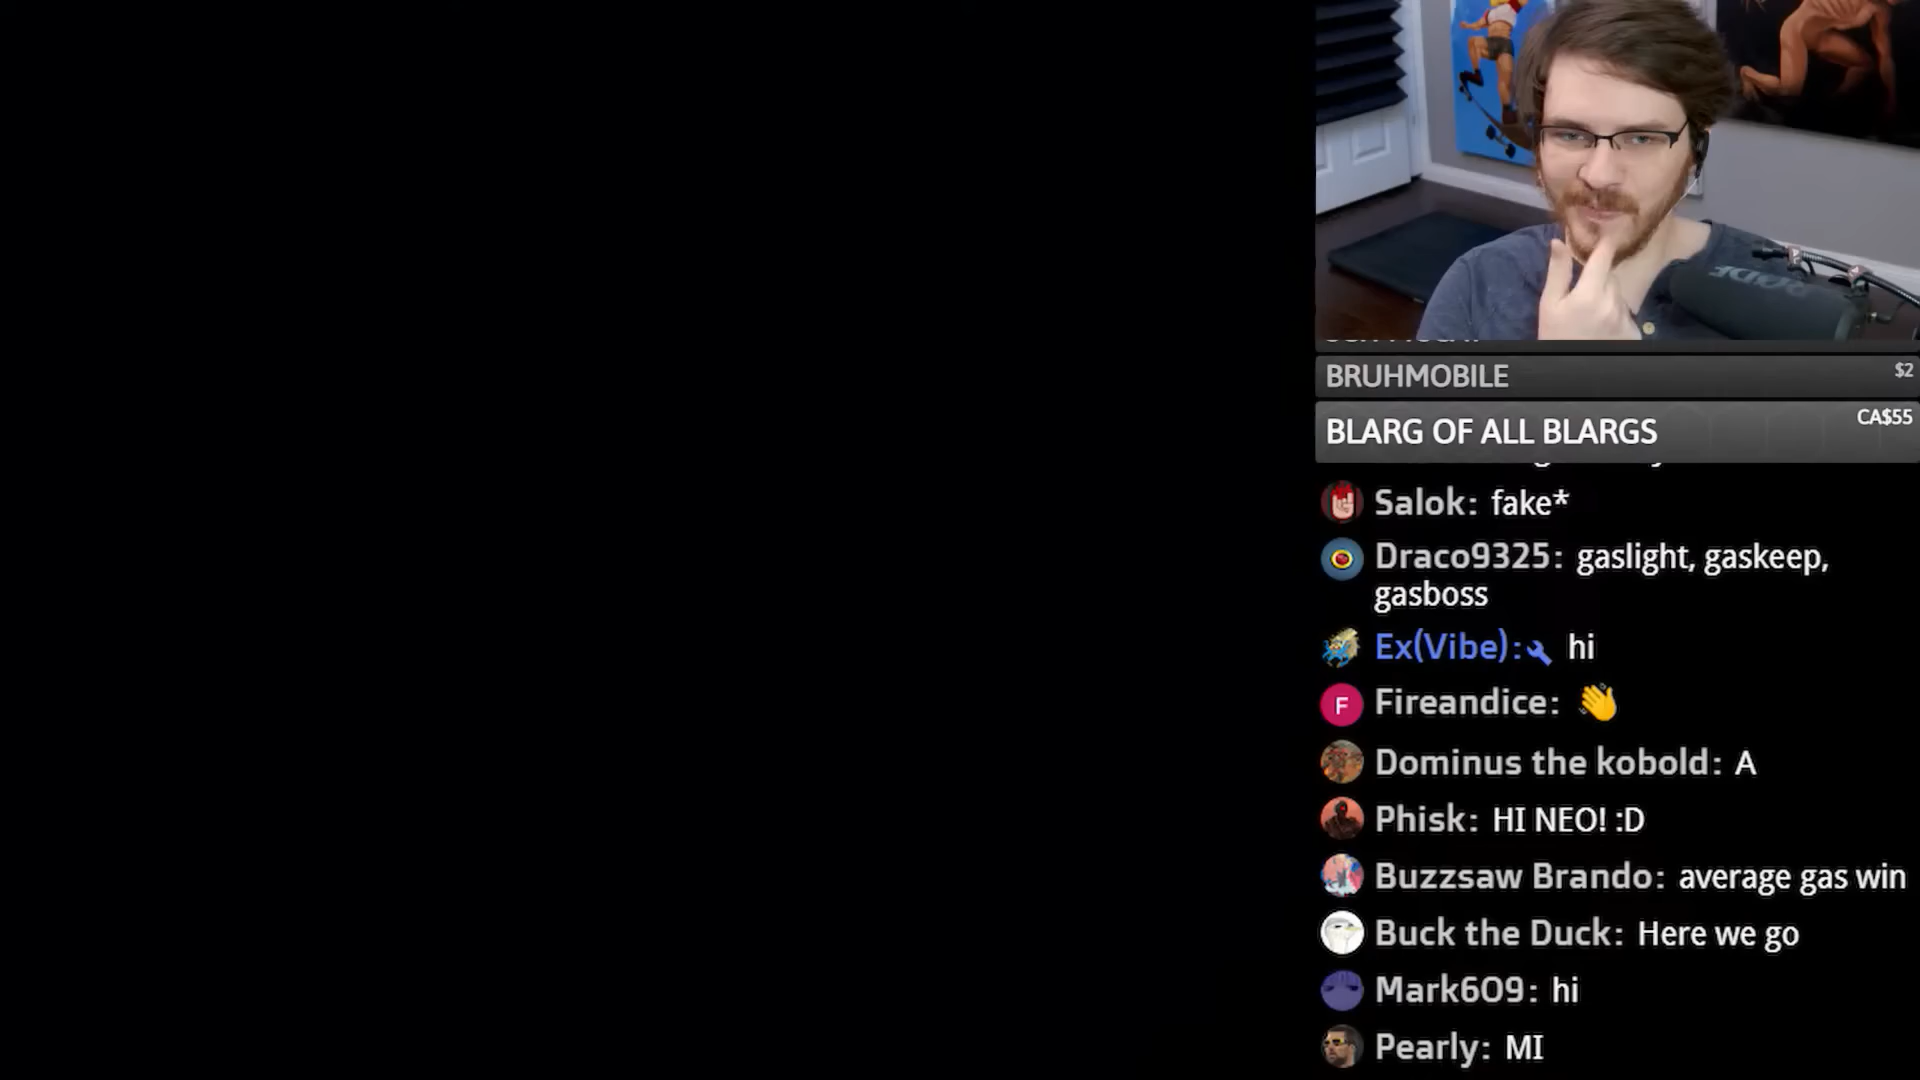 RODE
BRUHMOBILE $2
BLARG OF ALL BLARGS CA$55
Salok: fake*
Draco9325: gaslight, gaskeep,
gasboss
Ex(Vibe): hi
F Fireandice: 👋
Dominus the kobold: A
Phisk: HI NEO! :D
Buzzsaw Brando: average gas win
Buck the Duck: Here we go
Mark609: hi
Pearly: MI